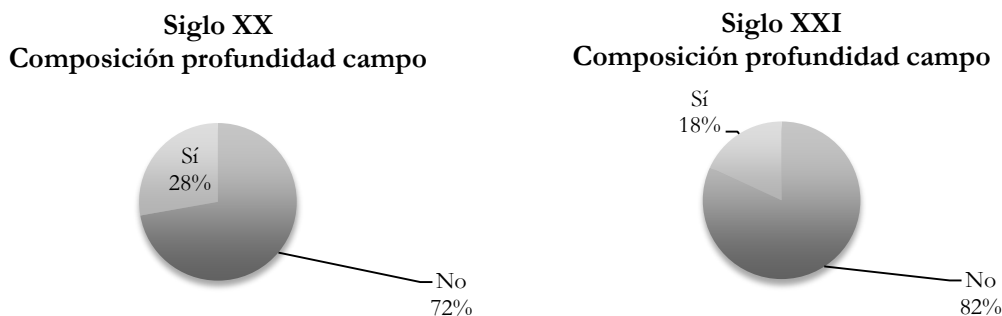 Siglo XX
Composición profundidad campo
Sí
28%
No
72%
Siglo XXI
Composición profundidad campo
Sí
18%
No
82%